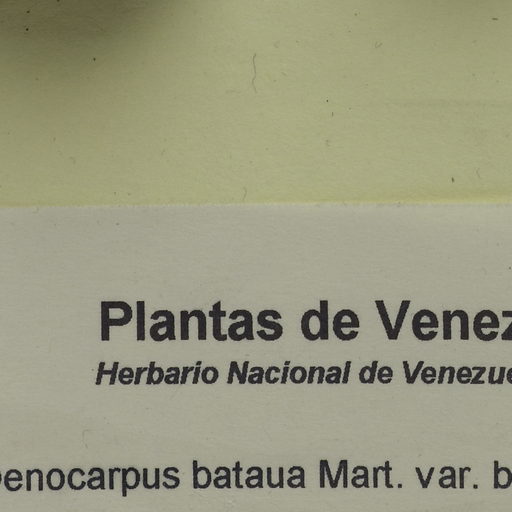 Plantas de Venez
Herbario Nacional de Venezue
enocarpus bataua Mart. var. b